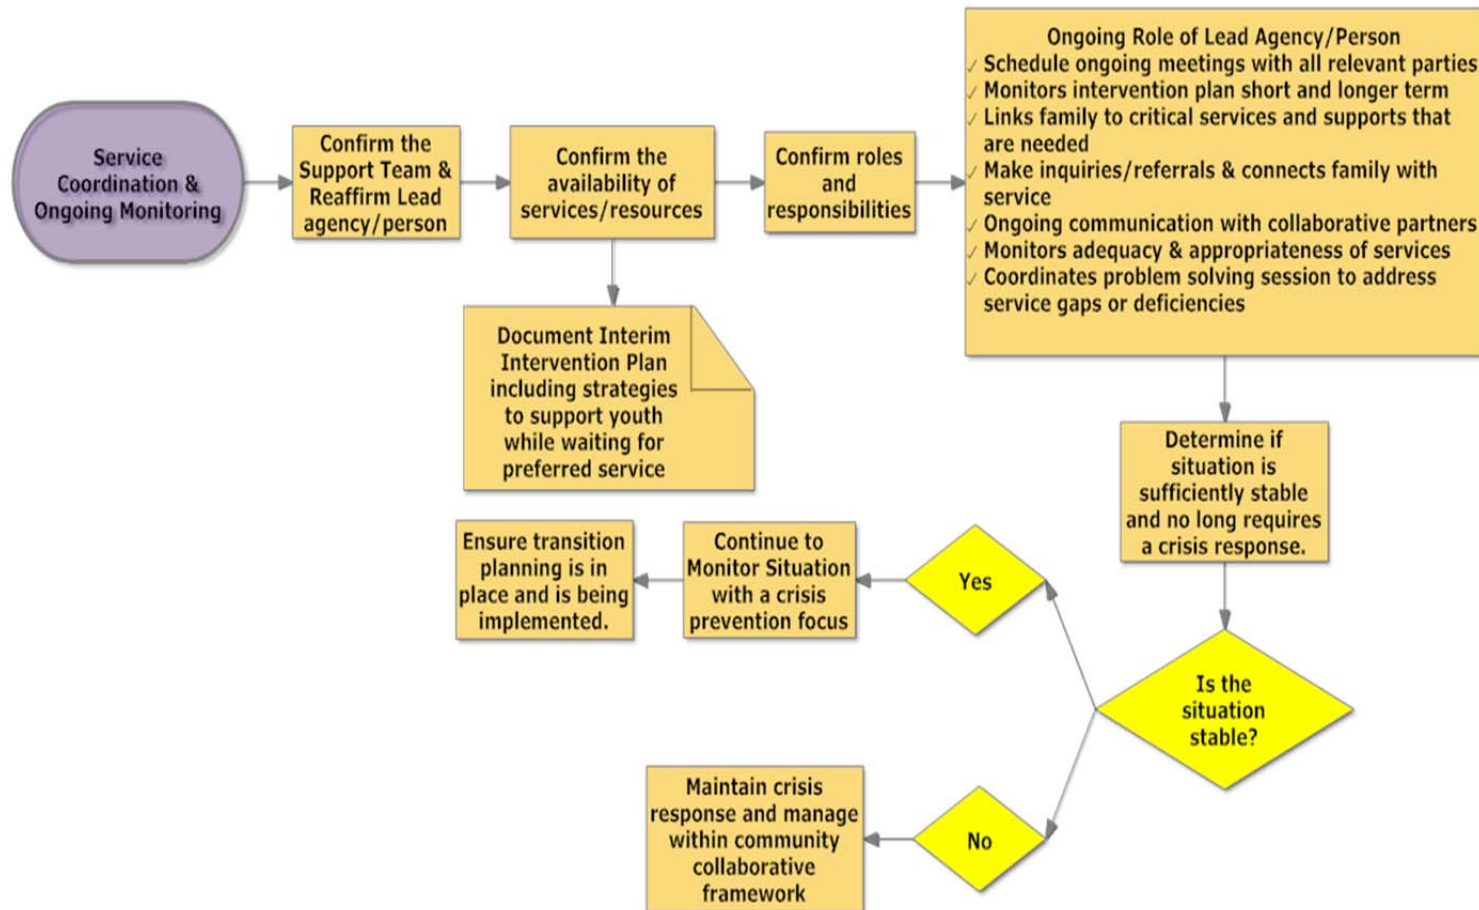 Service
Coordination &
Ongoing Monitoring
Confirm the
Support Team &
Reaffirm Lead
agency/person
Confirm the
availability of
services/resources
Confirm roles
and
responsibilities
Ongoing Role of Lead Agency/Person
✓ Schedule ongoing meetings with all relevant parties
✓ Monitors intervention plan short and longer term
✓ Links family to critical services and supports that
are needed
✓ Make inquiries/referrals & connects family with
service
✓ Ongoing communication with collaborative partners
✓ Monitors adequacy & appropriateness of services
✓ Coordinates problem solving session to address
service gaps or deficiencies
Document Interim
Intervention Plan
including strategies
to support youth
while waiting for
preferred service
Determine if
situation is
sufficiently stable
and no long requires
a crisis response.
Is the
situation
stable?
Yes
Continue to
Monitor Situation
with a crisis
prevention focus
Ensure transition
planning is in
place and is being
implemented.
No
Maintain crisis
response and manage
within community
collaborative
framework